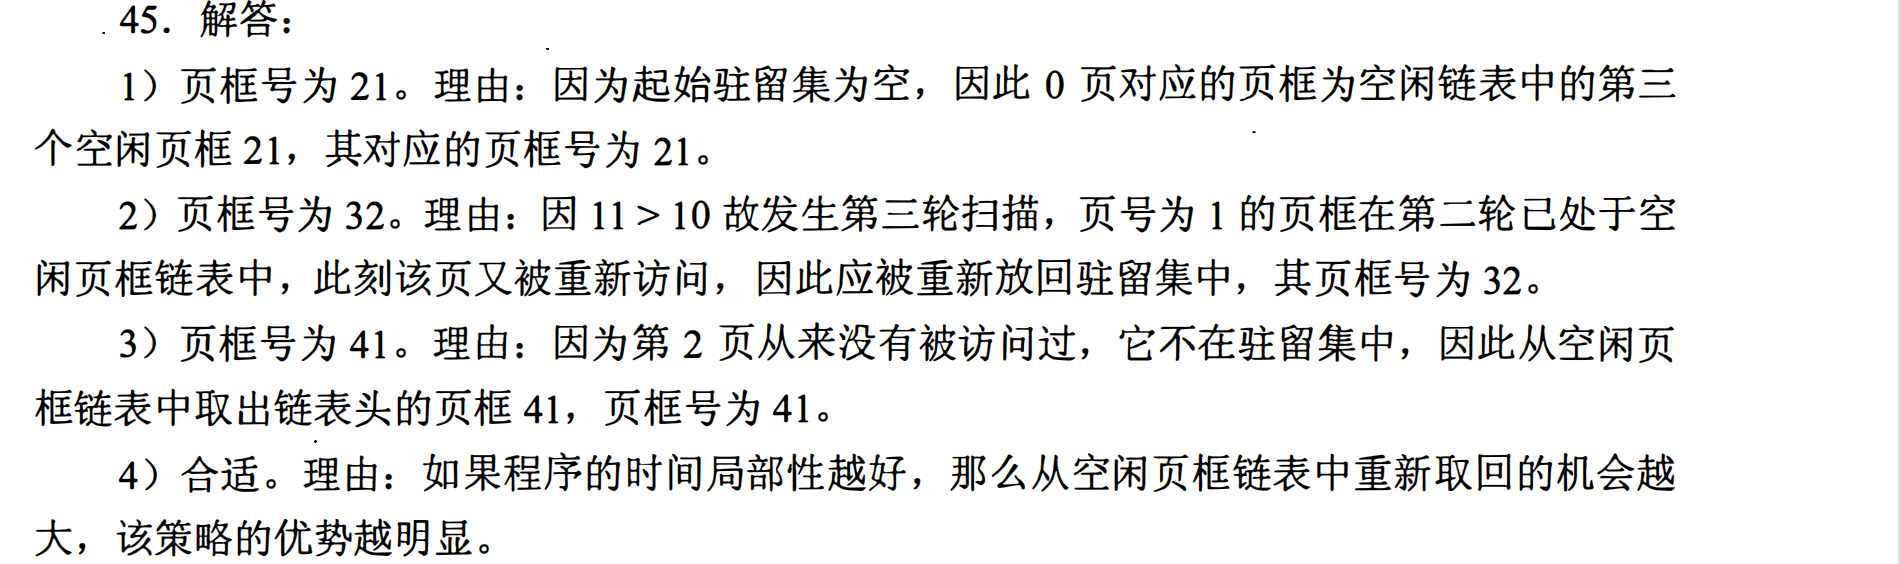 45．解答：
1）页框号为 21。理由：因为起始驻留集为空，因此 0 页对应的页框为空闲链表中的第三
个空闲页框 21，其对应的页框号为 21。
2）页框号为 32。理由：因 11 > 10 故发生第三轮扫描，页号为 1 的页框在第二轮已处于空
闲页框链表中，此刻该页又被重新访问，因此应被重新放回驻留集中，其页框号为 32。
3）页框号为 41。理由：因为第 2 页从来没有被访问过，它不在驻留集中，因此从空闲页
框链表中取出链表头的页框 41，页框号为 41。
4）合适。理由：如果程序的时间局部性越好，那么从空闲页框链表中重新取回的机会越
大，该策略的优势越明显。